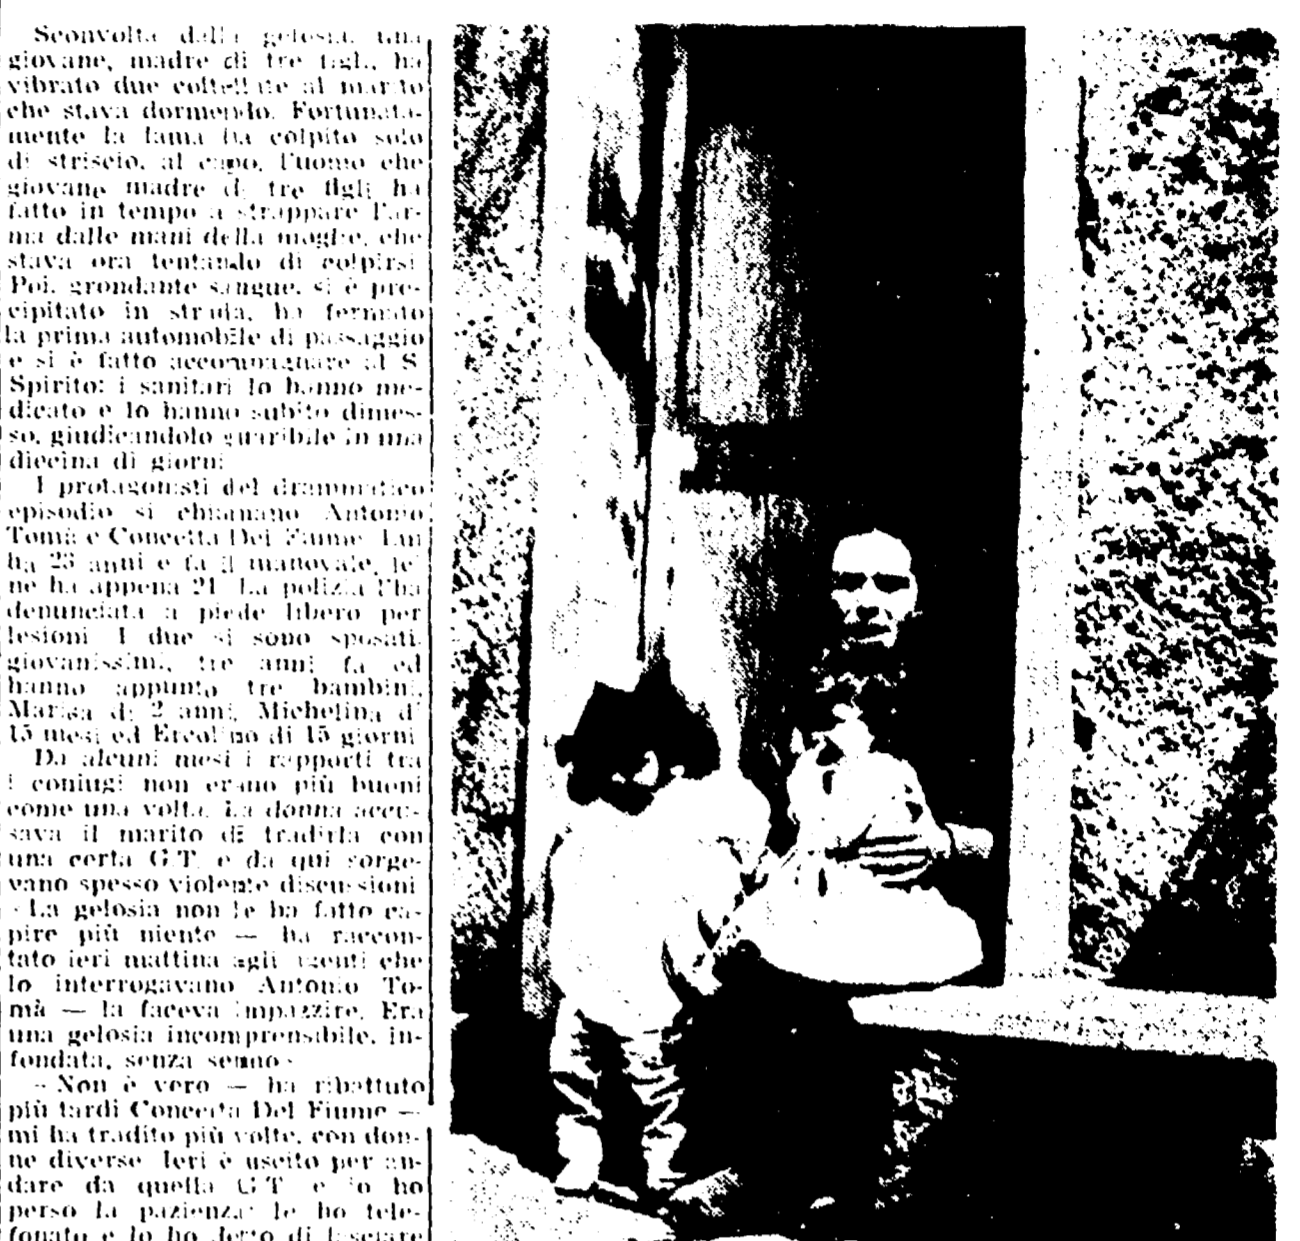 Sconvolta dalla gelosia, una
giovane, madre di tre figli, ha
vibrato due coltellate al marito
che stava dormendo. Fortunata-
mente la lama ha colpito solo
di striscio, al capo, l'uomo che
giovane madre di tre figli ha
fatto in tempo a strappare l'ar-
ma dalle mani della moglie, che
stava ora tentando di colpirsi
Poi, grondante sangue, si è pre-
cipitato in strada, ha fermato
la prima automobile di passaggio
e si è fatto accompagnare al S
Spirito: i sanitari lo hanno me-
dicato e lo hanno subito dimes-
so, giudicandolo guaribile in una
diecina di giorni
I protagonisti del drammatico
episodio si chiamano Antonio
Tomà e Concetta Del Fiume. Lui
ha 23 anni e fa il manovale, le'
ne ha appena 21. La polizia l'ha
denunciata a piede libero per
lesioni. I due si sono sposati
giovanissimi, tre anni fa ed
hanno appunto tre bambini,
Marisa di 2 anni, Michelina d'
15 mesi ed Ercolino di 15 giorni
Da alcuni mesi i rapporti tra
i coniugi non erano più buoni
come una volta. La donna accu-
sava il marito di tradirla con
una certa G.T. e da qui sorge-
vano spesso violente discussioni
«La gelosia non le ha fatto ca-
pire più niente — ha raccon-
tato ieri mattina agli agenti che
lo interrogavano Antonio To-
mà — la faceva impazzire. Era
una gelosia incomprensibile, in-
fondata, senza senno»
«Non è vero — ha ribattuto
più tardi Concetta Del Fiume —
mi ha tradito più volte, con don-
ne diverse. Ieri è uscito per an-
dare da quella G.T. e io ho
perso la pazienza: le ho tele-
fonato e lo ho detto di lasciare